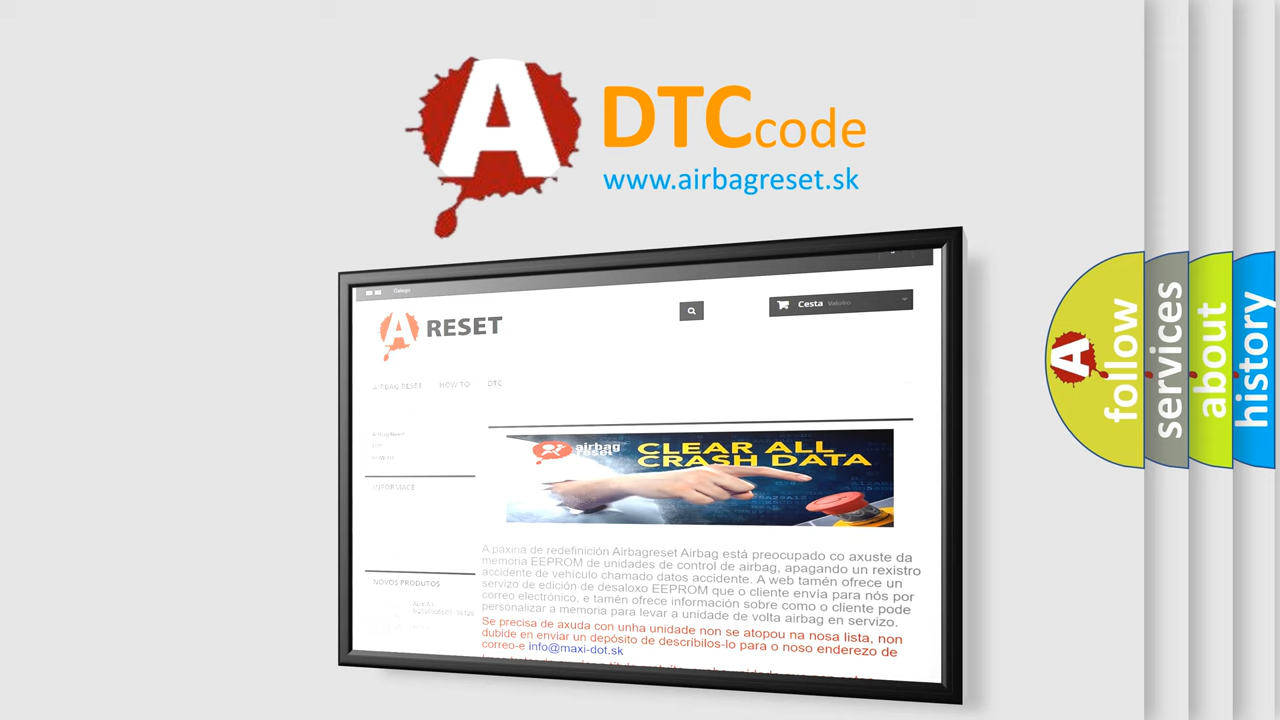 A
DTCcode
www.airbagreset.sk
Galego
A RESET
Cesta Valeiro
AIRBAG RESET HOW TO DTC
INFORMACE
airbag
reset
CLEAR ALL
CRASH DATA
A páxina de redefinición Airbagreset Airbag está preocupado co axuste da
memoria EEPROM de unidades de control de airbag, apagando un rexistro
accidente de vehículo chamado datos accidente. A web tamén ofrece un
servizo de edición de desaloxo EEPROM que o cliente envía para nós por
correo electrónico, e tamén ofrece información sobre como o cliente pode
personalizar a memoria para levar a unidade de volta airbag en servizo.
Se precisa de axuda con unha unidade non se atopou na nosa lista, non
dubide en enviar un depósito de describilos-lo para o noso enderezo de
correo-e info@maxi-dot.sk
NOVOS PRODUTOS
A
follow
services
about
history